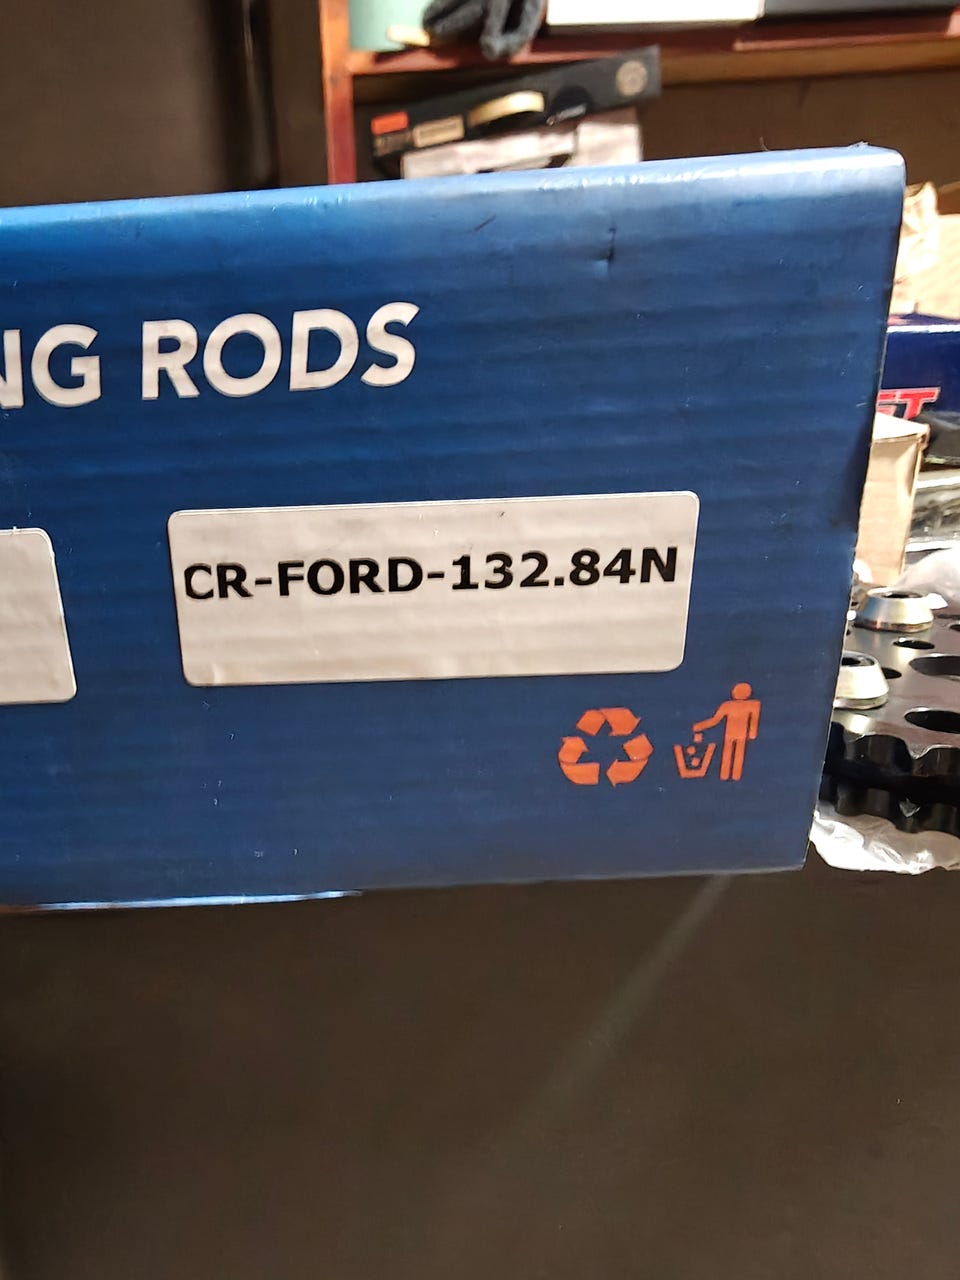 NG RODS
CR-FORD-132.84N